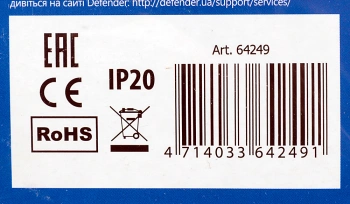 дивіться на сайті Defender: http://defender.ua/support/services/
EAC
Art. 64249
CE
IP20
RoHS
4 714033 642491